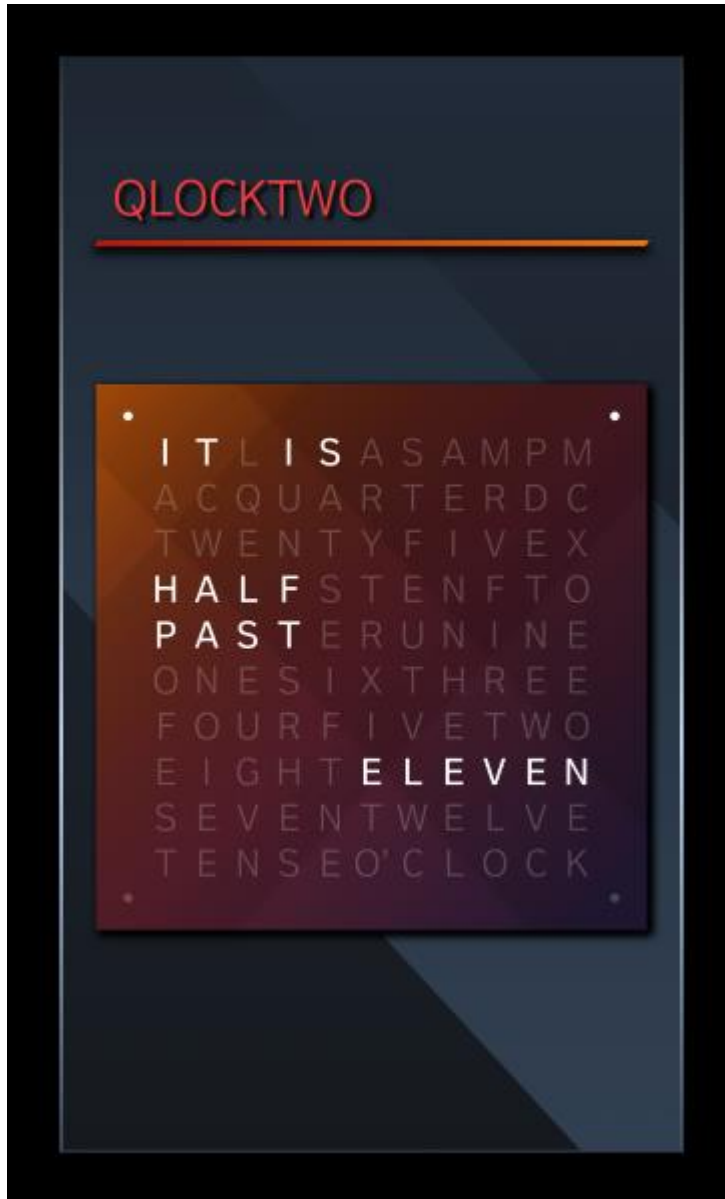 QLOCKTWO
ITLISASAMPM
ACQUARTERDC
TWENTYFIVEX
HALFSTENFTO
PASTERUNINE
ONESIXTHREE
FOURFIVETWO
EIGHTELEVEN
SEVENTWELVE
TENSEO'CLOCK